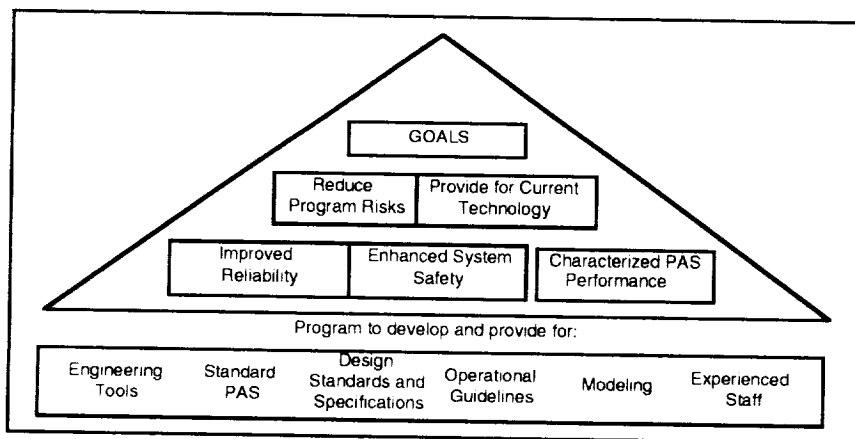 GOALS
Reduce
Program Risks
Provide for Current
Technology
Improved
Reliability
Enhanced System
Safety
Characterized PAS
Performance
Program to develop and provide for:
Engineering
Tools
Standard
PAS
Design
Standards and
Specifications
Operational
Guidelines
Modeling
Experienced
Staff